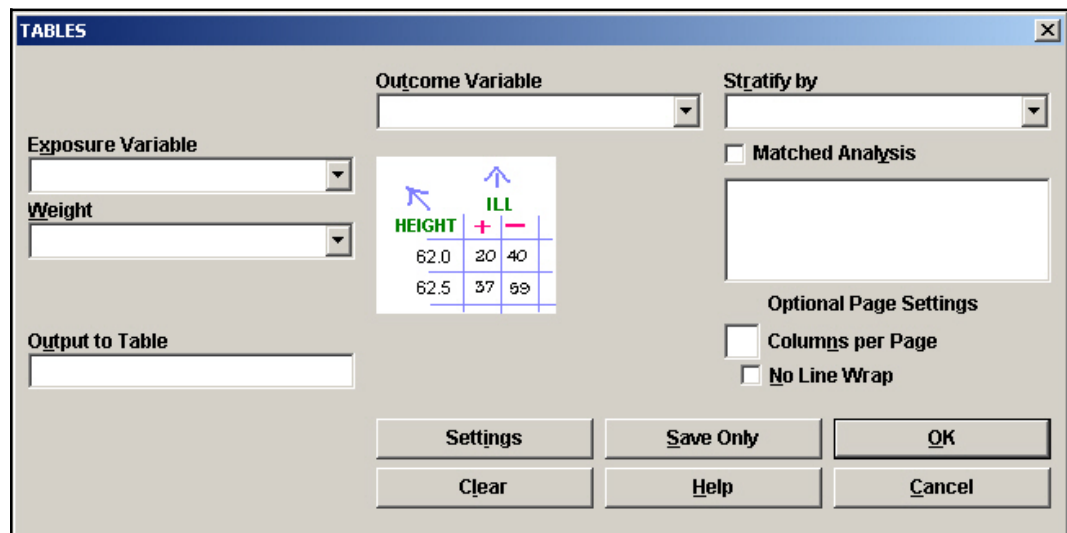 TABLES
Outcome Variable
Stratify by
Exposure Variable
Matched Analysis
Weight
ILL
HEIGHT + −
62.0 20 40
62.5 37 69
Optional Page Settings
Output to Table
Columns per Page
No Line Wrap
Settings
Save Only
OK
Clear
Help
Cancel